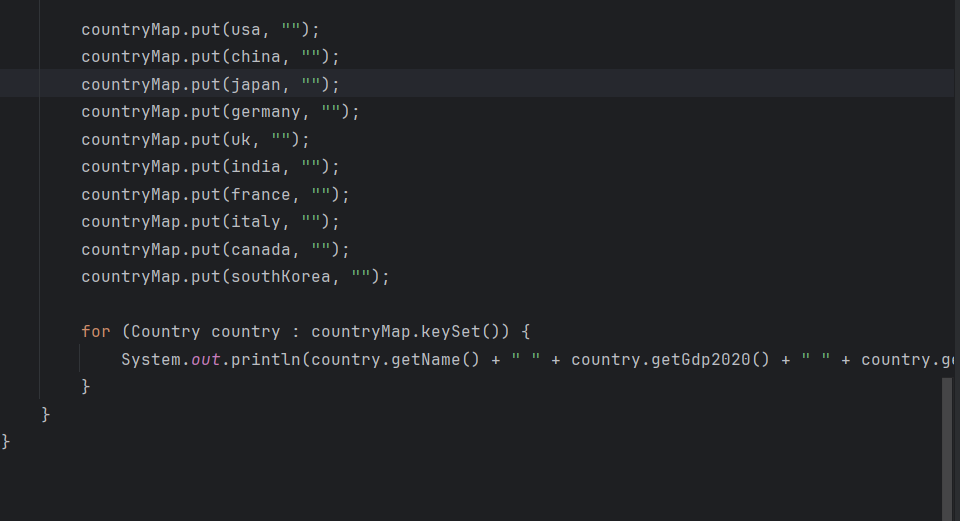 countryMap.put(usa, "");
countryMap.put(china, "");
countryMap.put(japan, "");
countryMap.put(germany, "");
countryMap.put(uk, "");
countryMap.put(india, "");
countryMap.put(france, "");
countryMap.put(italy, "");
countryMap.put(canada, "");
countryMap.put(southKorea, "");
for (Country country : countryMap.keySet()) {
System.out.println(country.getName() + " " + country.getGdp2020() + " " + country.
}
}
}